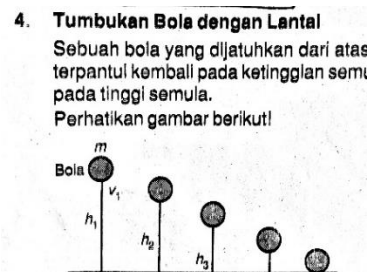 4. Tumbukan Bola dengan Lantai
Sebuah bola yang dijatuhkan dari atas
terpantul kembali pada ketinggian semu
pada tinggi semula.
Perhatikan gambar berikut!
m
Bola
v₁
h₁
h₂
h₃